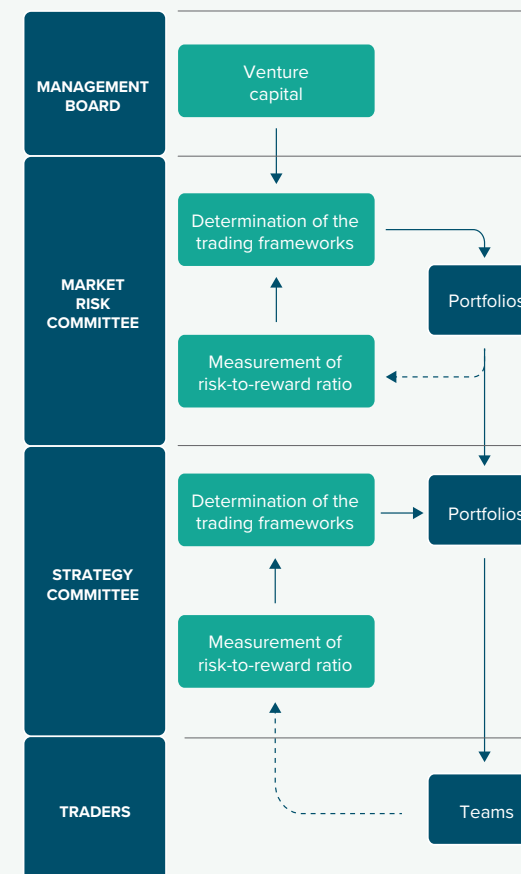 MANAGEMENT
BOARD
Venture
capital
MARKET
RISK
COMMITTEE
Determination of the
trading frameworks
Portfolios
Measurement of
risk-to-reward ratio
STRATEGY
COMMITTEE
Determination of the
trading frameworks
Portfolios
Measurement of
risk-to-reward ratio
TRADERS
Teams